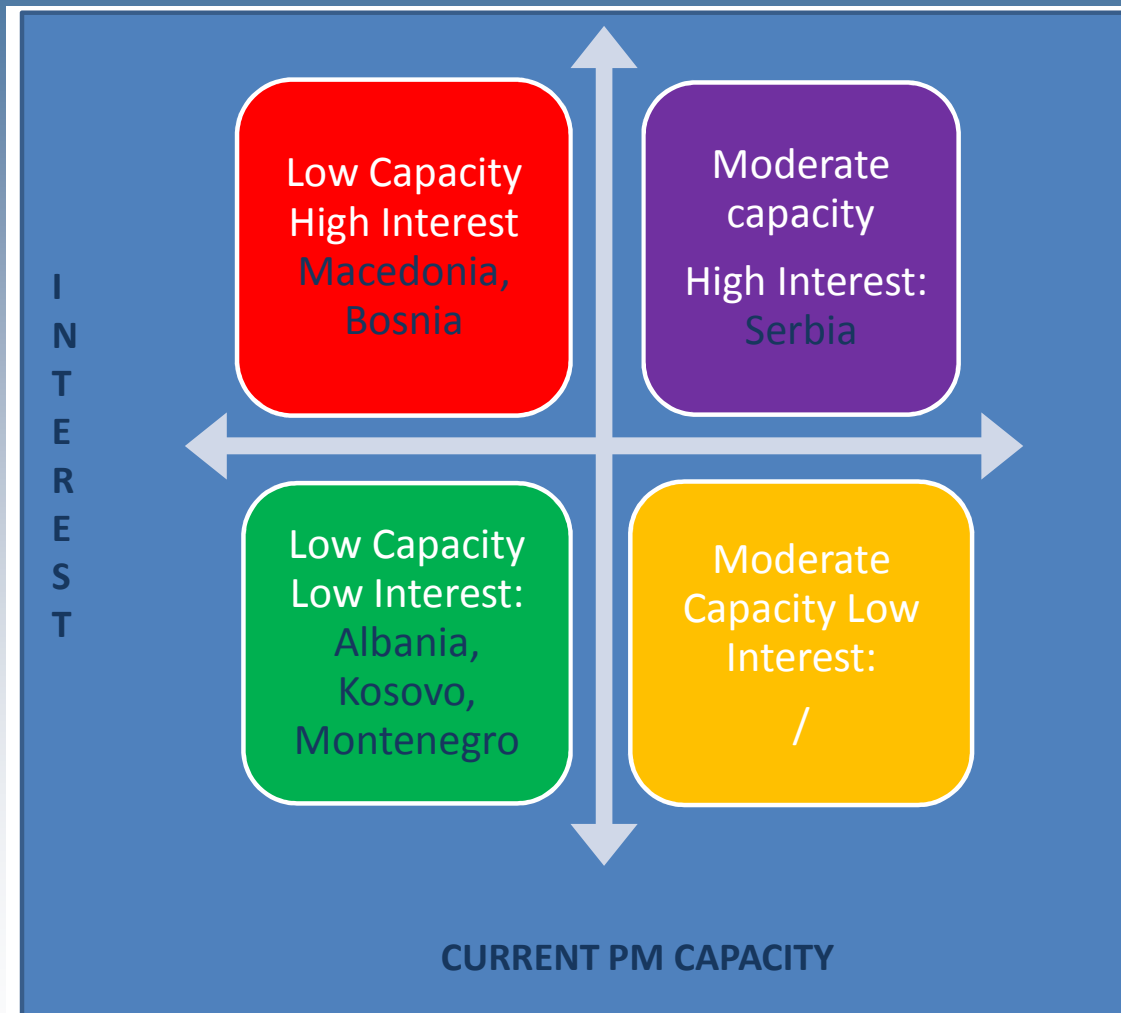 INTEREST
Low Capacity
High Interest
Macedonia,
Bosnia
Moderate
capacity
High Interest:
Serbia
Low Capacity
Low Interest:
Albania,
Kosovo,
Montenegro
Moderate
Capacity Low
Interest:
/
CURRENT PM CAPACITY